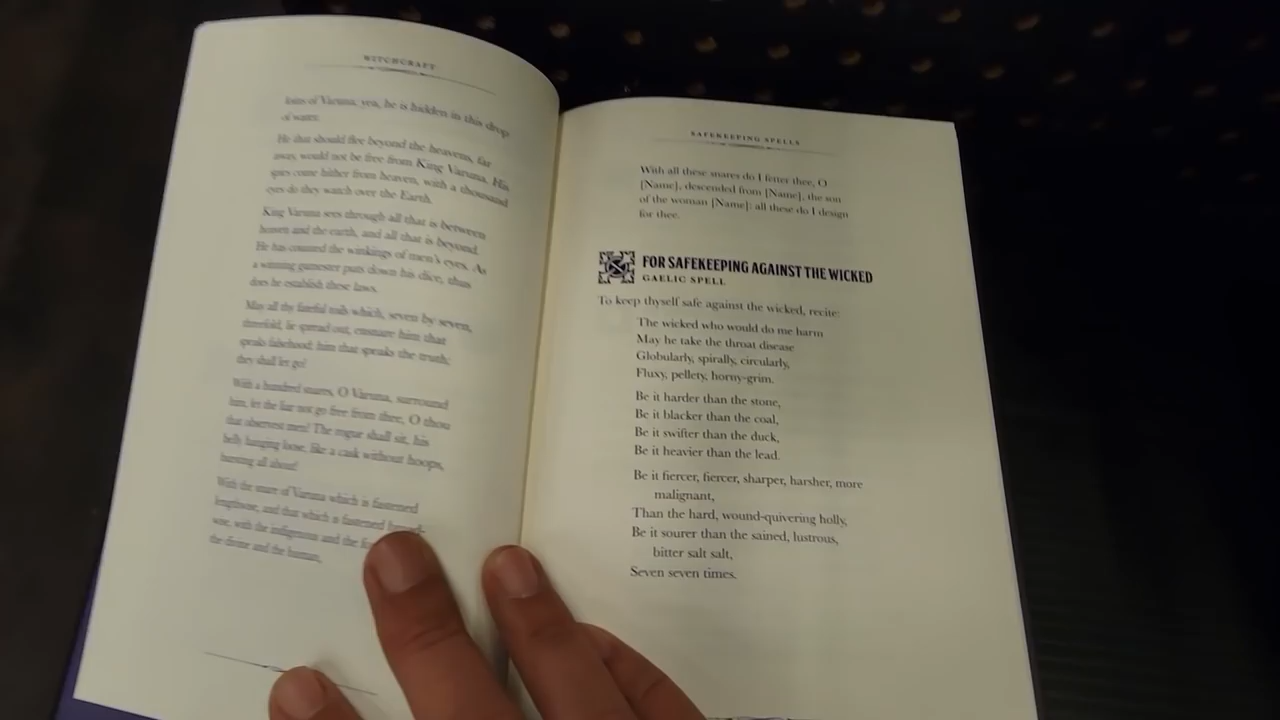 WITCHCRAFT
toms of Varuna, yea, he is hidden in this drop
of water.
He that should flee beyond the heavens, far
away, would not be free from King Varuna. His
spies come hither from heaven, with a thousand
eyes do they watch over the Earth.
King Varuna sees through all that is between
heaven and the earth, and all that is beyond.
He has counted the winkings of men's eyes. As
a winning gamester puts down his dice, thus
does he establish these laws.
May all thy fateful toils which, seven by seven,
threefold, lie spread out, ensnare him that
speaks falsehood: him that speaks the truth,
they shall let go!
With a hundred snares, O Varuna, surround
him, let the liar not go free from thee, O thou
that observest men! The rogue shall sit, his
belly hanging loose, like a cask without hoops,
bursting all about!
With the snare of Varuna which is fastened
lengthwise, and that which is fastened broad-
wise, with the indigenous and the
the divine and the human,
SAFEKEEPING SPELLS
With all these snares do I fetter thee, O
[Name], descended from [Name], the son
of the woman [Name]: all these do I design
for thee.
FOR SAFEKEEPING AGAINST THE WICKED
GAELIC SPELL
To keep thyself safe against the wicked, recite:
The wicked who would do me harm
May he take the throat disease
Globularly, spirally, circularly,
Fluxy, pellety, horny-grim.
Be it harder than the stone,
Be it blacker than the coal,
Be it swifter than the duck,
Be it heavier than the lead.
Be it fiercer, fiercer, sharper, harsher, more
malignant,
Than the hard, wound-quivering holly,
Be it sourer than the sained, lustrous,
bitter salt salt,
Seven seven times.